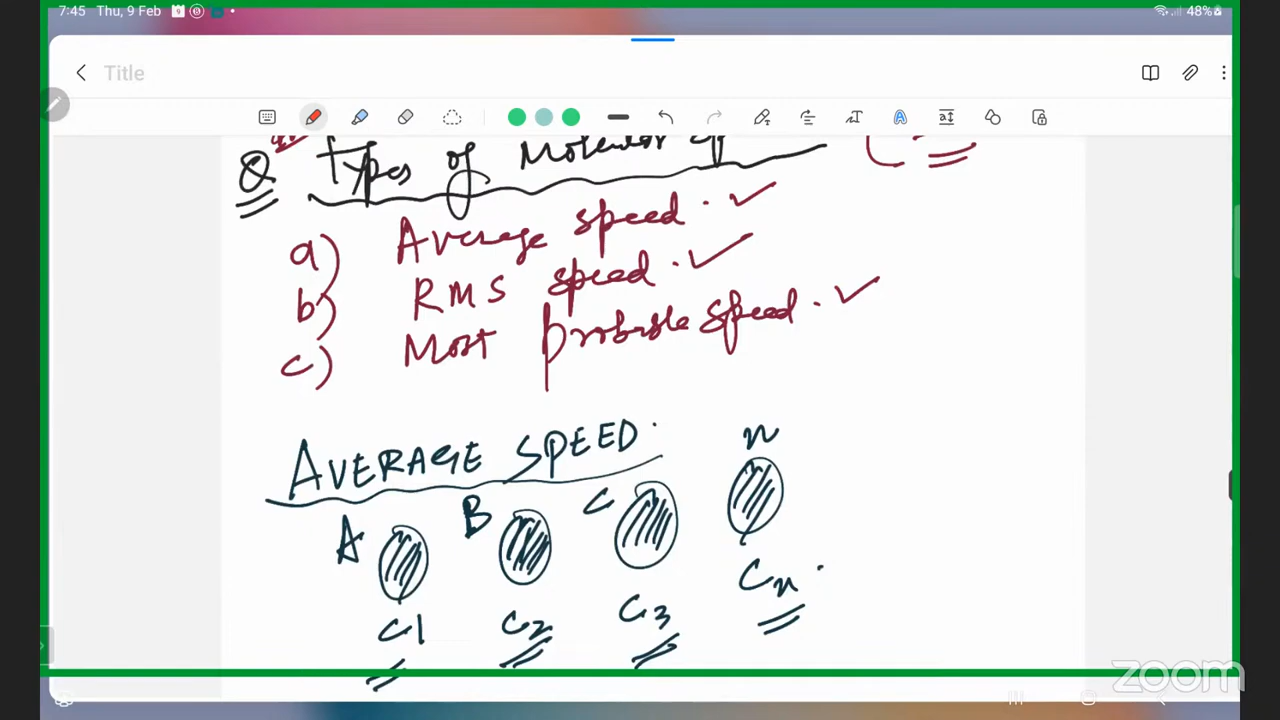 7:45 Thu, 9 Feb
48%
Title
Q Types of Molecular
a) Average speed.
b) RMS speed.
c) Most probable speed.
AVERAGE SPEED.
A B C n
C1 C2 C3 Cn.
zoom